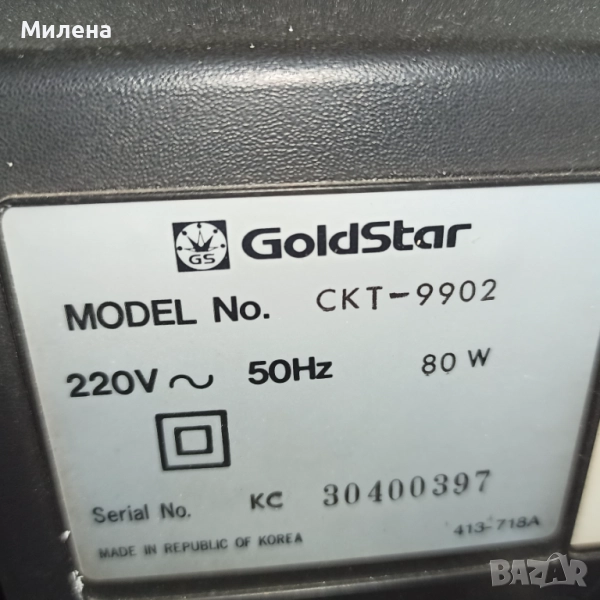 Милена
GS GoldStar
MODEL No. CKT-9902
220V ~ 50Hz 80 W
Serial No. KC 30400397
MADE IN REPUBLIC OF KOREA 413-718A
BAZAR